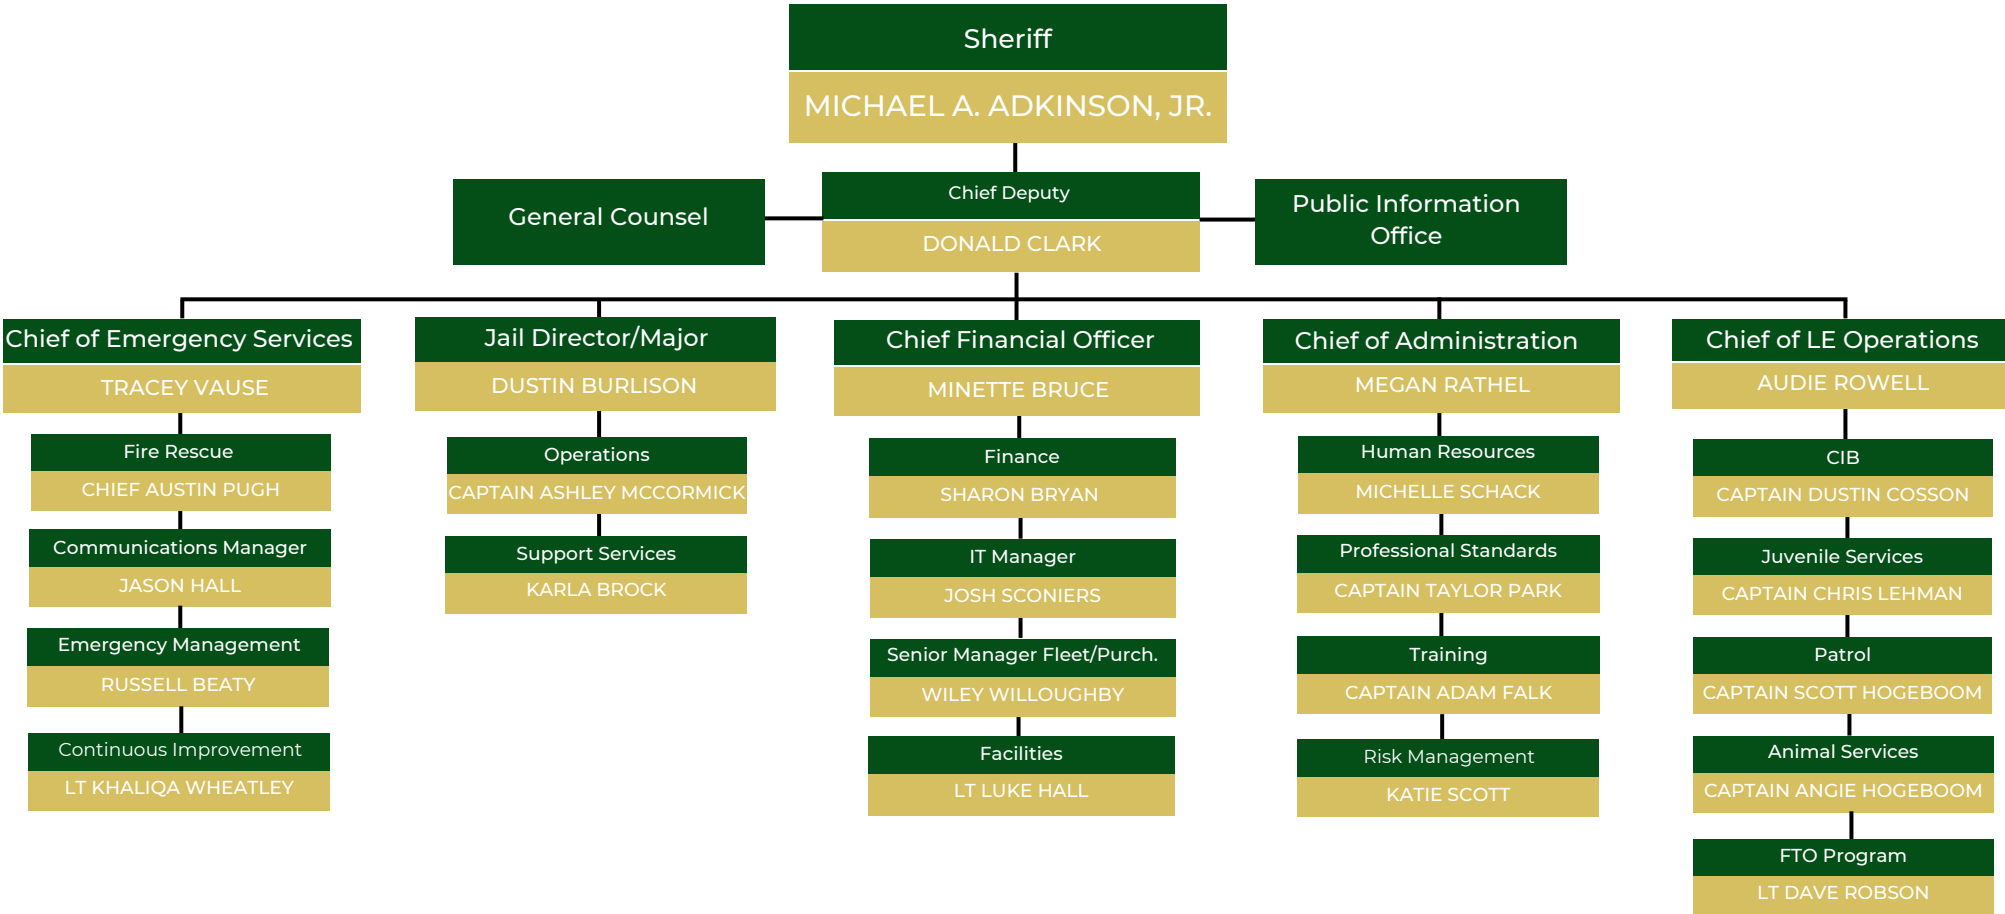 Sheriff
MICHAEL A. ADKINSON, JR.
General Counsel
Chief Deputy
DONALD CLARK
Public Information
Office
Chief of Emergency Services
TRACEY VAUSE
Fire Rescue
CHIEF AUSTIN PUGH
Communications Manager
JASON HALL
Emergency Management
RUSSELL BEATY
Continuous Improvement
LT KHALIQA WHEATLEY
Jail Director/Major
DUSTIN BURLISON
Operations
CAPTAIN ASHLEY MCCORMICK
Support Services
KARLA BROCK
Chief Financial Officer
MINETTE BRUCE
Finance
SHARON BRYAN
IT Manager
JOSH SCONIERS
Senior Manager Fleet/Purch.
WILEY WILLOUGHBY
Facilities
LT LUKE HALL
Chief of Administration
MEGAN RATHEL
Human Resources
MICHELLE SCHACK
Professional Standards
CAPTAIN TAYLOR PARK
Training
CAPTAIN ADAM FALK
Risk Management
KATIE SCOTT
Chief of LE Operations
AUDIE ROWELL
CIB
CAPTAIN DUSTIN COSSON
Juvenile Services
CAPTAIN CHRIS LEHMAN
Patrol
CAPTAIN SCOTT HOGEBOOM
Animal Services
CAPTAIN ANGIE HOGEBOOM
FTO Program
LT DAVE ROBSON